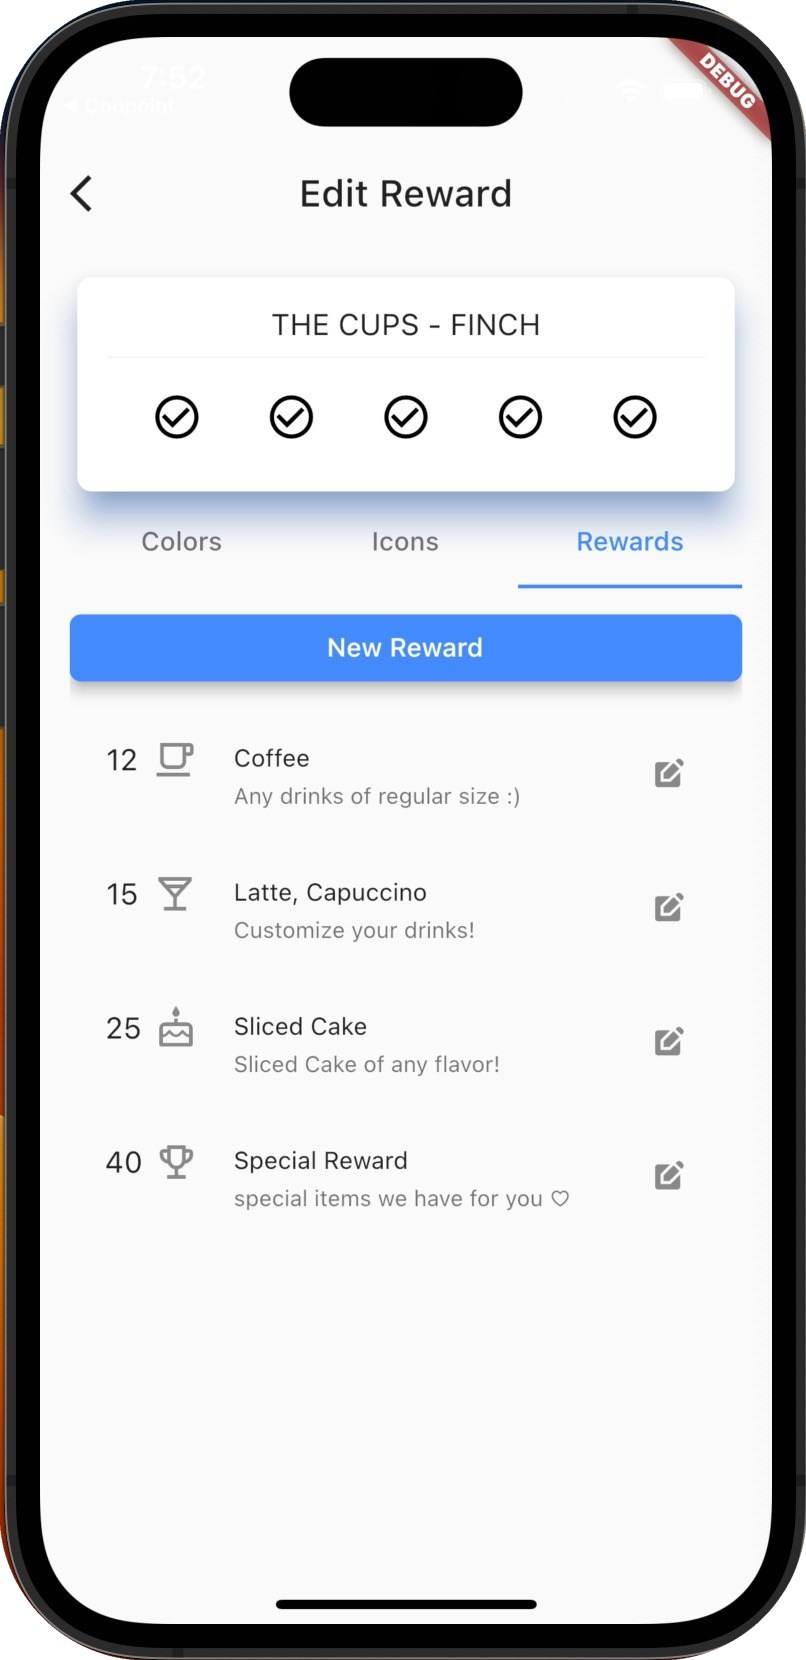 7:52
DEBUG
◀ Coupoint
Edit Reward
THE CUPS - FINCH
Colors
Icons
Rewards
New Reward
12
Coffee
Any drinks of regular size :)
15
Latte, Capuccino
Customize your drinks!
25
Sliced Cake
Sliced Cake of any flavor!
40
Special Reward
special items we have for you ♡